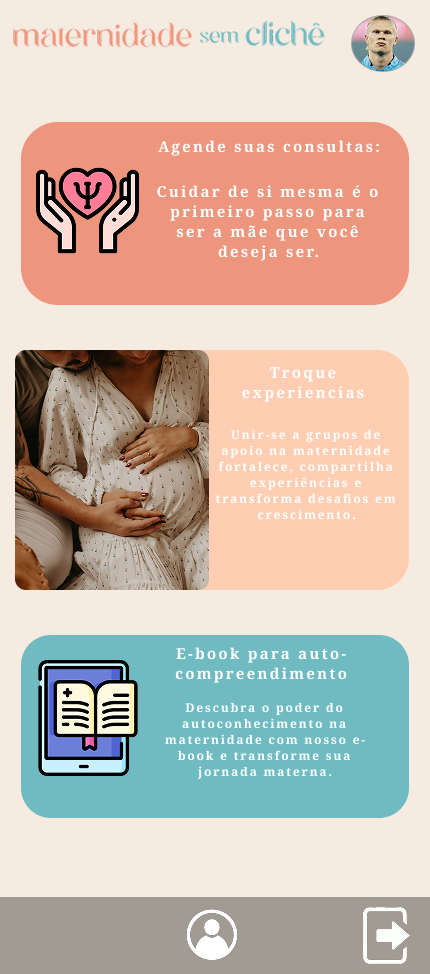 maternidade sem clichê
Agende suas consultas:
Cuidar de si mesma é o
primeiro passo para
ser a mãe que você
deseja ser.
Troque
experiencias
Unir-se a grupos de
apoio na maternidade
fortalece, compartilha
experiências e
transforma desafios em
crescimento.
E-book para auto-
compreendimento
Descubra o poder do
autoconhecimento na
maternidade com nosso e-
book e transforme sua
jornada materna.